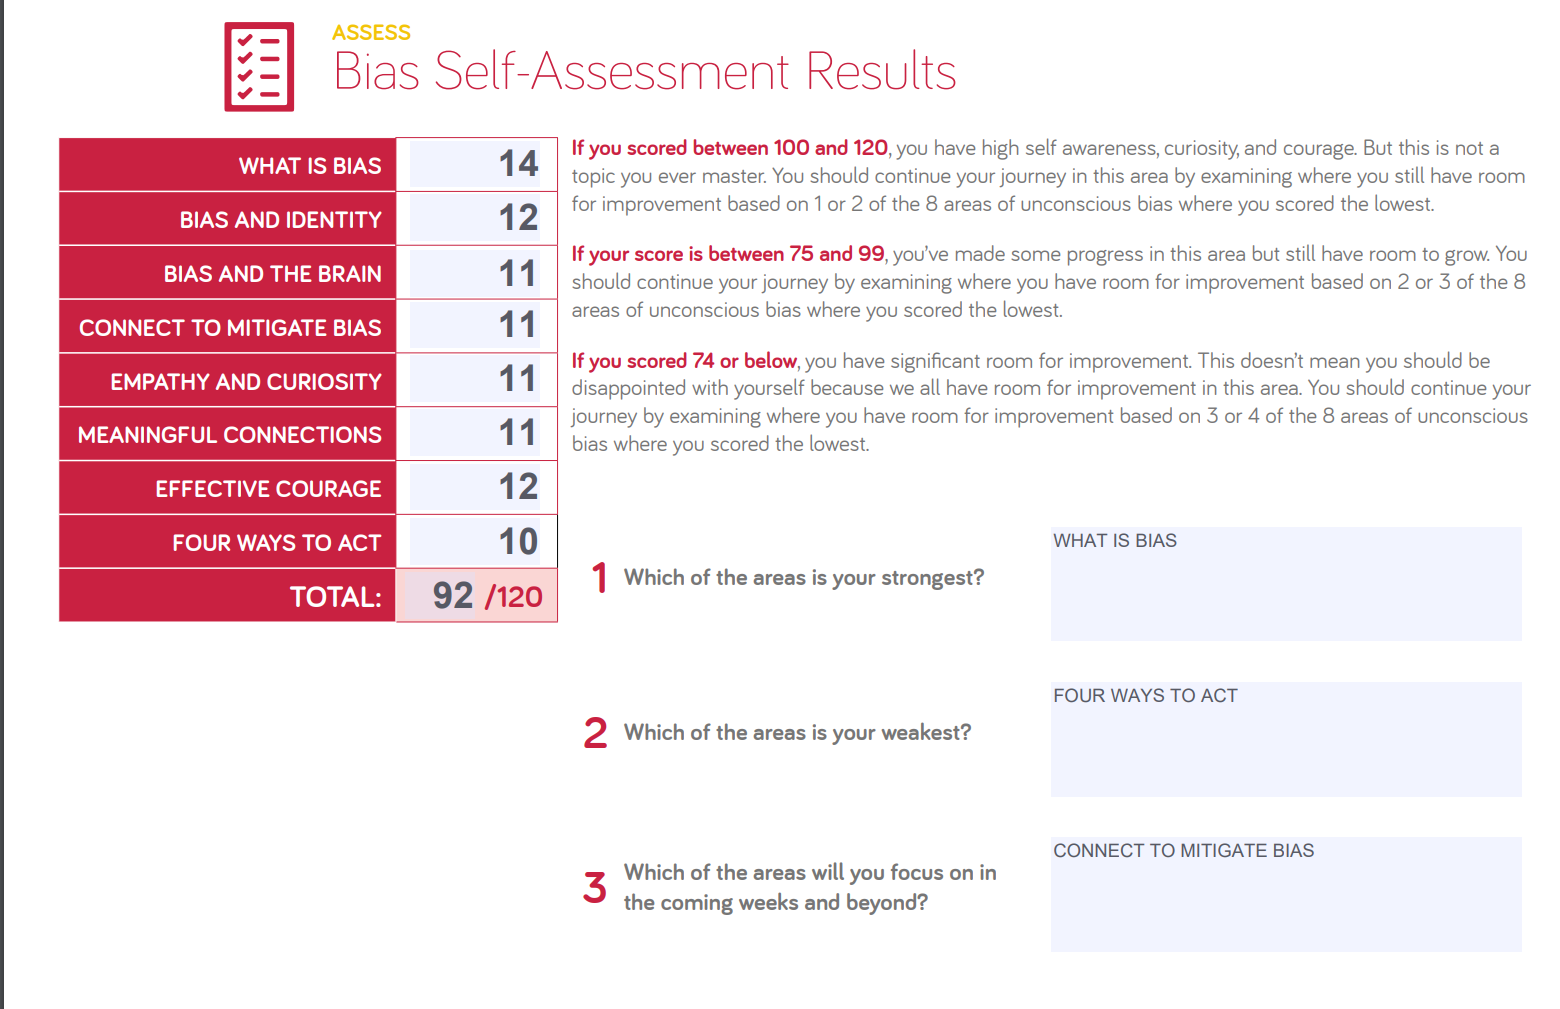 ASSESS
Bias Self-Assessment Results
WHAT IS BIAS 14
BIAS AND IDENTITY 12
BIAS AND THE BRAIN 11
CONNECT TO MITIGATE BIAS 11
EMPATHY AND CURIOSITY 11
MEANINGFUL CONNECTIONS 11
EFFECTIVE COURAGE 12
FOUR WAYS TO ACT 10
TOTAL: 92 /120
If you scored between 100 and 120, you have high self awareness, curiosity, and courage. But this is not a
topic you ever master. You should continue your journey in this area by examining where you still have room
for improvement based on 1 or 2 of the 8 areas of unconscious bias where you scored the lowest.
If your score is between 75 and 99, you've made some progress in this area but still have room to grow. You
should continue your journey by examining where you have room for improvement based on 2 or 3 of the 8
areas of unconscious bias where you scored the lowest.
If you scored 74 or below, you have significant room for improvement. This doesn't mean you should be
disappointed with yourself because we all have room for improvement in this area. You should continue your
journey by examining where you have room for improvement based on 3 or 4 of the 8 areas of unconscious
bias where you scored the lowest.
1 Which of the areas is your strongest?
WHAT IS BIAS
2 Which of the areas is your weakest?
FOUR WAYS TO ACT
3 Which of the areas will you focus on in
the coming weeks and beyond?
CONNECT TO MITIGATE BIAS